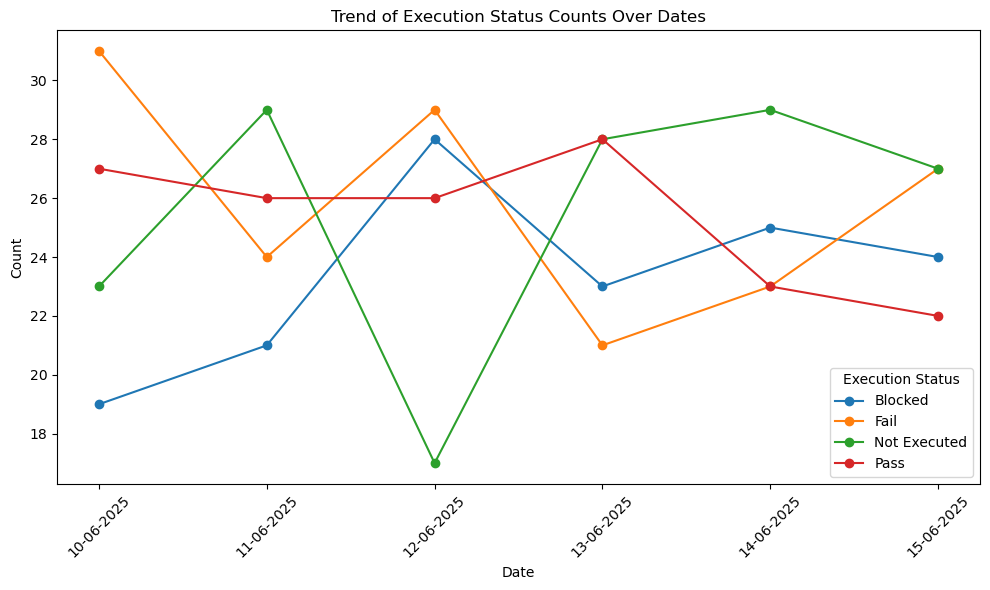 Trend of Execution Status Counts Over Dates
Count
30
28
26
24
22
20
18
Execution Status
Blocked
Fail
Not Executed
Pass
10-06-2025
11-06-2025
12-06-2025
13-06-2025
14-06-2025
15-06-2025
Date